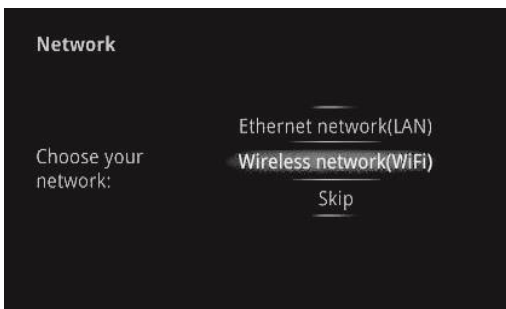 Network
Ethernet network(LAN)
Choose your
network:
Wireless network(WiFi)
Skip